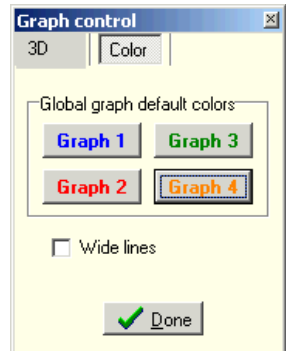 Graph control
3D Color
Global graph default colors
Graph 1 Graph 3
Graph 2 Graph 4
Wide lines
Done